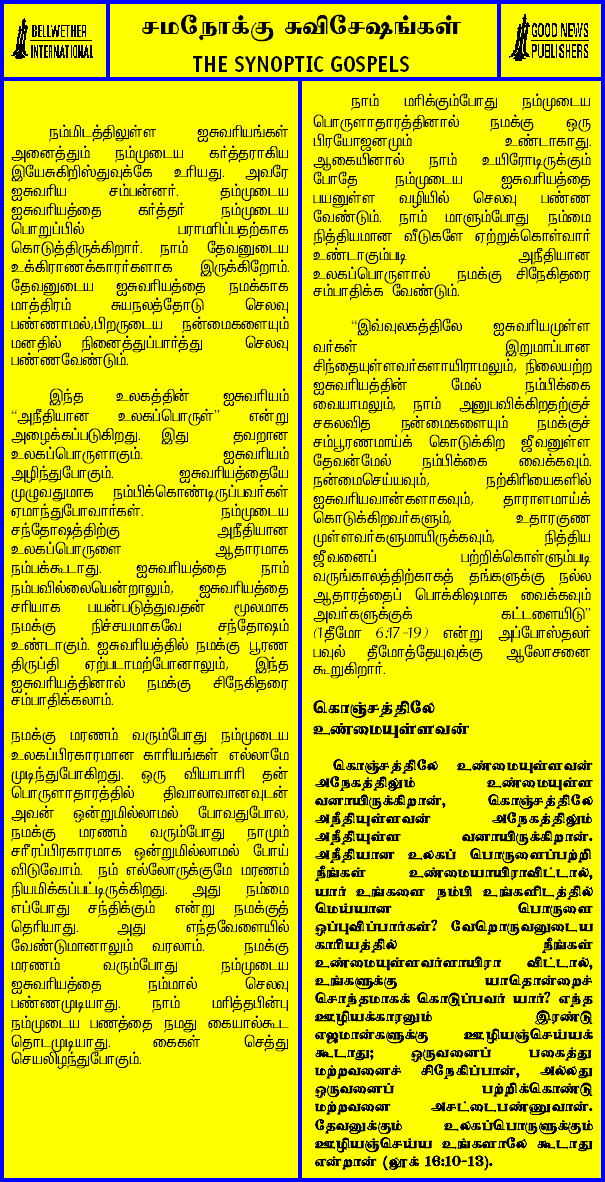 BELLWETHER
INTERNATIONAL
சமநோக்கு சுவிசேஷங்கள்
THE SYNOPTIC GOSPELS
GOOD NEWS
PUBLISHERS
நம்மிடத்திலுள்ள ஐசுவரியங்கள்
அனைத்தும் நம்முடைய கர்த்தராகிய
இயேசுகிறிஸ்துவுக்கே உரியது. அவரே
ஐசுவரிய சம்பன்னர். தம்முடைய
ஐசுவரியத்தை கர்த்தர் நம்முடைய
பொறுப்பில் பராமரிப்பதற்காக
கொடுத்திருக்கிறார். நாம் தேவனுடைய
உக்கிராணக்காரர்களாக இருக்கிறோம்.
தேவனுடைய ஐசுவரியத்தை நமக்காக
மாத்திரம் சுயநலத்தோடு செலவு
பண்ணாமல்,பிறருடைய நன்மைகளையும்
மனதில் நினைத்துப்பார்த்து செலவு
பண்ணவேண்டும்.
இந்த உலகத்தின் ஐசுவரியம்
“அநீதியான உலகப்பொருள்” என்று
அழைக்கப்படுகிறது. இது தவறான
உலகப்பொருளாகும். ஐசுவரியம்
அழிந்துபோகும். ஐசுவரியத்தையே
முழுவதுமாக நம்பிக்கொண்டிருப்பவர்கள்
ஏமாந்துபோவார்கள். நம்முடைய
சந்தோஷத்திற்கு அநீதியான
உலகப்பொருளை ஆதாரமாக
நம்பக்கூடாது. ஐசுவரியத்தை நாம்
நம்பவில்லையென்றாலும், ஐசுவரியத்தை
சரியாக பயன்படுத்துவதன் மூலமாக
நமக்கு நிச்சயமாகவே சந்தோஷம்
உண்டாகும். ஐசுவரியத்தில் நமக்கு பூரண
திருப்தி ஏற்படாமற்போனாலும், இந்த
ஐசுவரியத்தினால் நமக்கு சிநேகிதரை
சம்பாதிக்கலாம்.
நமக்கு மரணம் வரும்போது நம்முடைய
உலகப்பிரகாரமான காரியங்கள் எல்லாமே
முடிந்துபோகிறது. ஒரு வியாபாரி தன்
பொருளாதாரத்தில் திவாலாவானவுடன்
அவன் ஒன்றுமில்லாமல் போவதுபோல,
நமக்கு மரணம் வரும்போது நாமும்
சரீரப்பிரகாரமாக ஒன்றுமில்லாமல் போய்
விடுவோம். நம் எல்லோருக்குமே மரணம்
நியமிக்கப்பட்டிருக்கிறது. அது நம்மை
எப்போது சந்திக்கும் என்று நமக்குத்
தெரியாது. அது எந்தவேளையில்
வேண்டுமானாலும் வரலாம். நமக்கு
மரணம் வரும்போது நம்முடைய
ஐசுவரியத்தை நம்மால் செலவு
பண்ணமுடியாது. நாம் மரித்தபின்பு
நம்முடைய பணத்தை நமது கையால்கூட
தொடமுடியாது. கைகள் செத்து
செயலிழந்துபோகும்.
நாம் மரிக்கும்போது நம்முடைய
பொருளாதாரத்தினால் நமக்கு ஒரு
பிரயோஜனமும் உண்டாகாது.
ஆகையினால் நாம் உயிரோடிருக்கும்
போதே நம்முடைய ஐசுவரியத்தை
பயனுள்ள வழியில் செலவு பண்ண
வேண்டும். நாம் மாளும்போது நம்மை
நித்தியமான வீடுகளே ஏற்றுக்கொள்வார்
உண்டாகும்படி அநீதியான
உலகப்பொருளால் நமக்கு சிநேகிதரை
சம்பாதிக்க வேண்டும்.
“இவ்வுலகத்திலே ஐசுவரியமுள்ள
வர்கள் இறுமாப்பான
சிந்தையுள்ளவர்களாயிராமலும், நிலையற்ற
ஐசுவரியத்தின் மேல் நம்பிக்கை
வையாமலும், நாம் அனுபவிக்கிறதற்குச்
சகலவித நன்மைகளையும் நமக்குச்
சம்பூரணமாய்க் கொடுக்கிற ஜீவனுள்ள
தேவன்மேல் நம்பிக்கை வைக்கவும்.
நன்மைசெய்யவும், நற்கிரியைகளில்
ஐசுவரியவான்களாகவும், தாராளமாய்க்
கொடுக்கிறவர்களும், உதாரகுண
முள்ளவர்களுமாயிருக்கவும், நித்திய
ஜீவனைப் பற்றிக்கொள்ளும்படி
வருங்காலத்திற்காகத் தங்களுக்கு நல்ல
ஆதாரத்தைப் பொக்கிஷமாக வைக்கவும்
அவர்களுக்குக் கட்டளையிடு”
(1தீமோ 6:17-19) என்று அப்போஸ்தலர்
பவுல் தீமோத்தேயுவுக்கு ஆலோசனை
கூறுகிறார்.
கொஞ்சத்திலே
உண்மையுள்ளவன்
கொஞ்சத்திலே உண்மையுள்ளவன்
அநேகத்திலும் உண்மையுள்ள
வனாயிருக்கிறான், கொஞ்சத்திலே
அநீதியுள்ளவன் அநேகத்திலும்
அநீதியுள்ள வனாயிருக்கிறான்.
அநீதியான உலகப் பொருளைப்பற்றி
நீங்கள் உண்மையாயிராவிட்டால்,
யார் உங்களை நம்பி உங்களிடத்தில்
மெய்யான பொருளை
ஒப்புவிப்பார்கள்? வேறொருவனுடைய
காரியத்தில் நீங்கள்
உண்மையுள்ளவர்ளாயிரா விட்டால்,
உங்களுக்கு யாதொன்றைச்
சொந்தமாகக் கொடுப்பவர் யார்? எந்த
ஊழியக்காரனும் இரண்டு
எஜமான்களுக்கு ஊழியஞ்செய்யக்
கூடாது; ஒருவனைப் பகைத்து
மற்றவனைச் சிநேகிப்பான், அல்லது
ஒருவனைப் பற்றிக்கொண்டு
மற்றவனை அசட்டைபண்ணுவான்.
தேவனுக்கும் உலகப்பொருளுக்கும்
ஊழியஞ்செய்ய உங்களாலே கூடாது
என்றான் (லூக் 16:10-13).